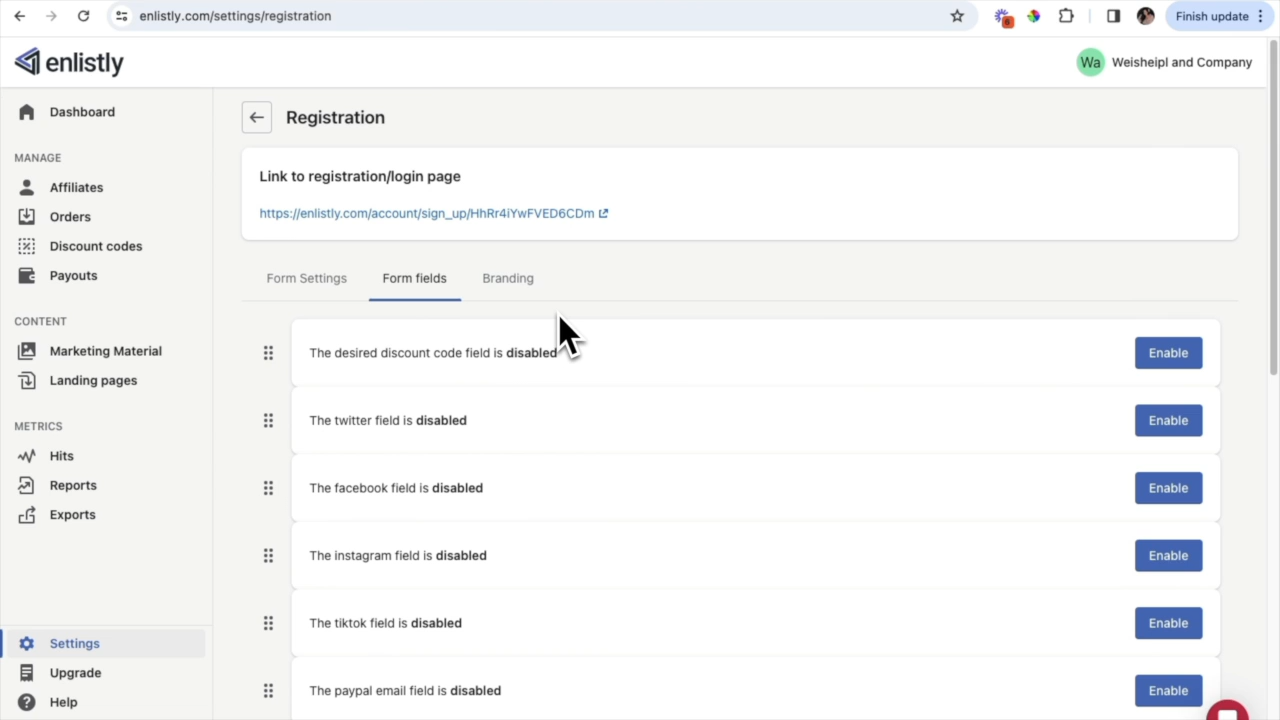 enlistly.com/settings/registration
6
Finish update
enlistly
Wa
Weisheipl and Company
Dashboard
MANAGE
Affiliates
Orders
Discount codes
Payouts
CONTENT
Marketing Material
Landing pages
METRICS
Hits
Reports
Exports
Settings
Upgrade
Help
Registration
Link to registration/login page
https://enlistly.com/account/sign_up/HhRr4iYwFVED6CDm
Form Settings
Form fields
Branding
The desired discount code field is disabled
Enable
The twitter field is disabled
Enable
The facebook field is disabled
Enable
The instagram field is disabled
Enable
The tiktok field is disabled
Enable
The paypal email field is disabled
Enable